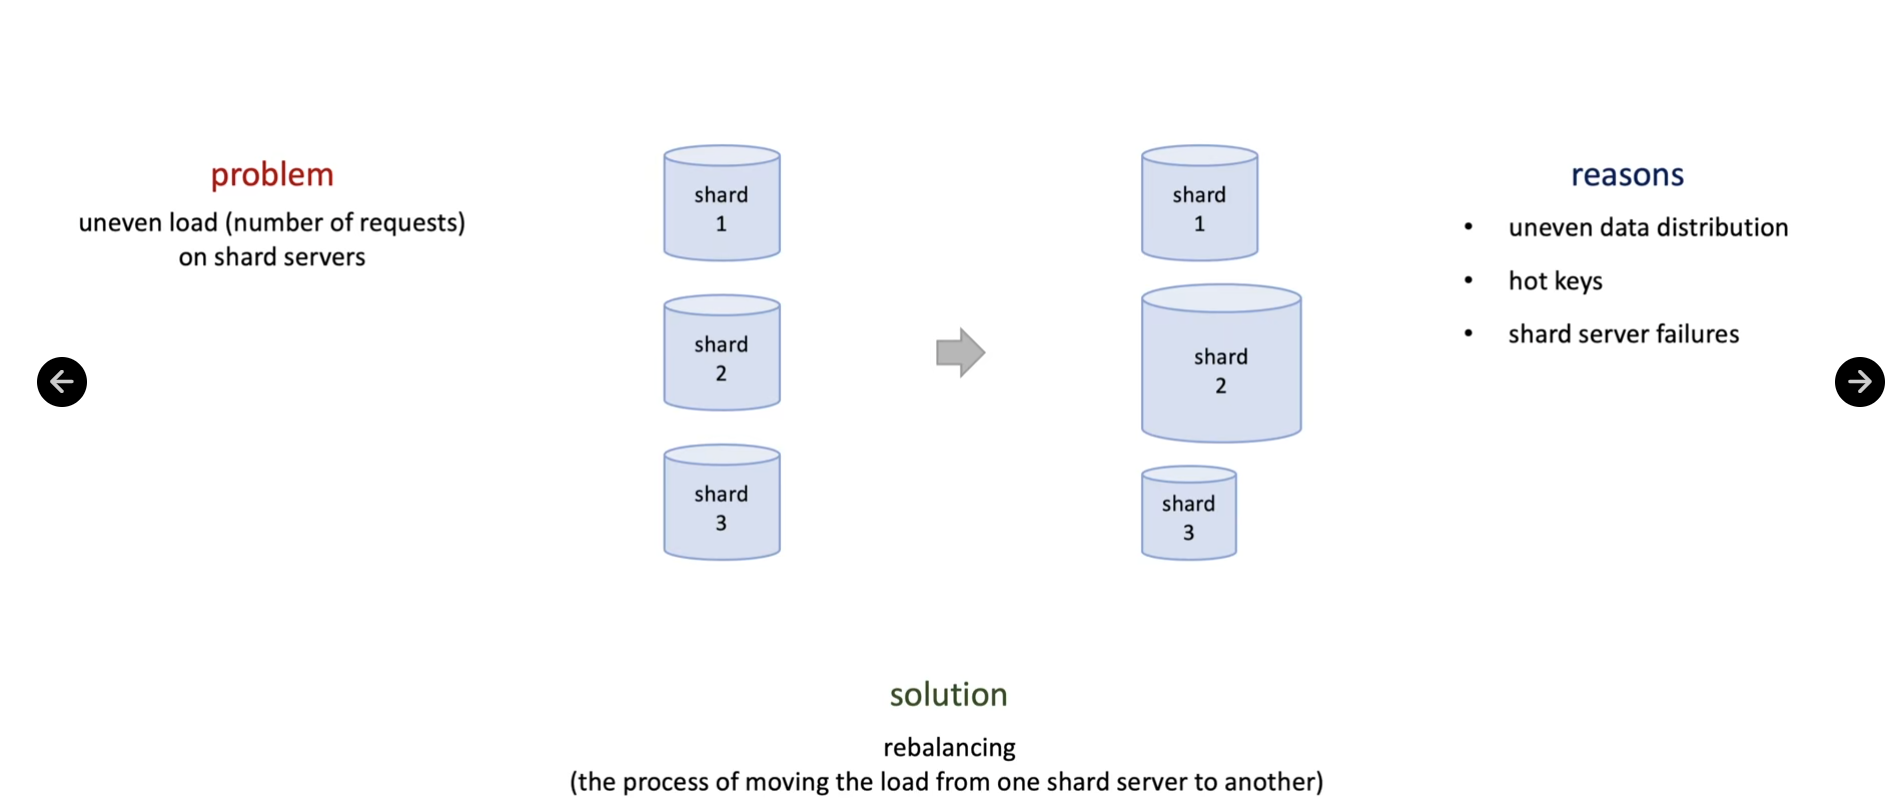 problem
uneven load (number of requests)
on shard servers
shard
1
shard
2
shard
3
shard
1
shard
2
shard
3
reasons
• uneven data distribution
• hot keys
• shard server failures
solution
rebalancing
(the process of moving the load from one shard server to another)